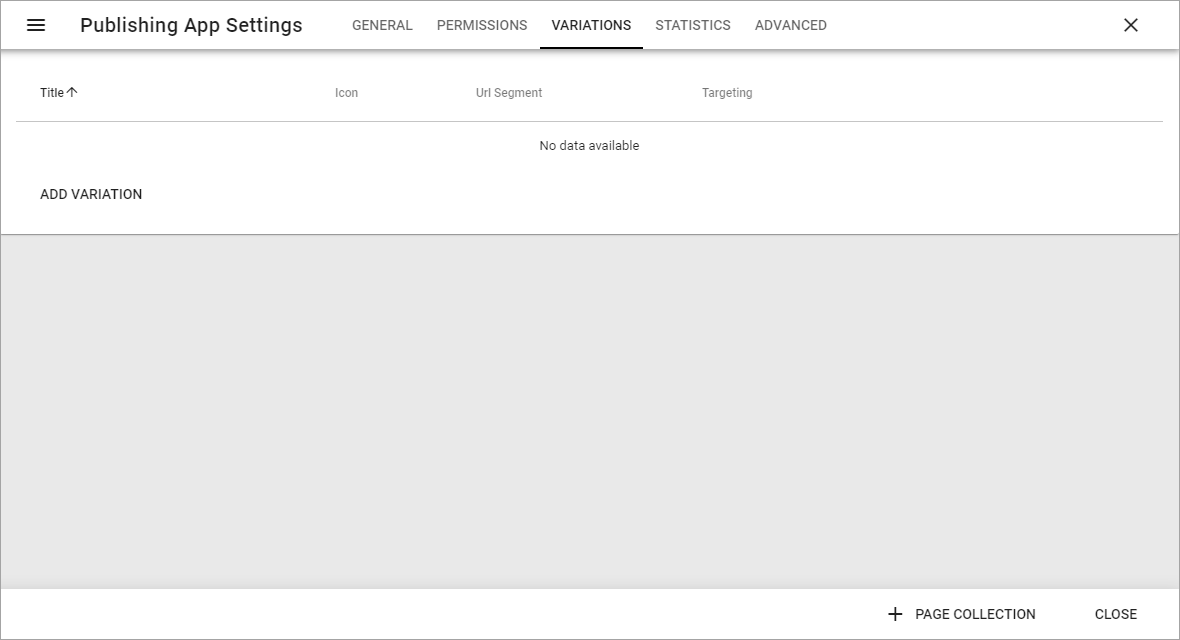 Publishing App Settings GENERAL PERMISSIONS VARIATIONS STATISTICS ADVANCED
Title Icon Url Segment Targeting
No data available
ADD VARIATION
PAGE COLLECTION CLOSE